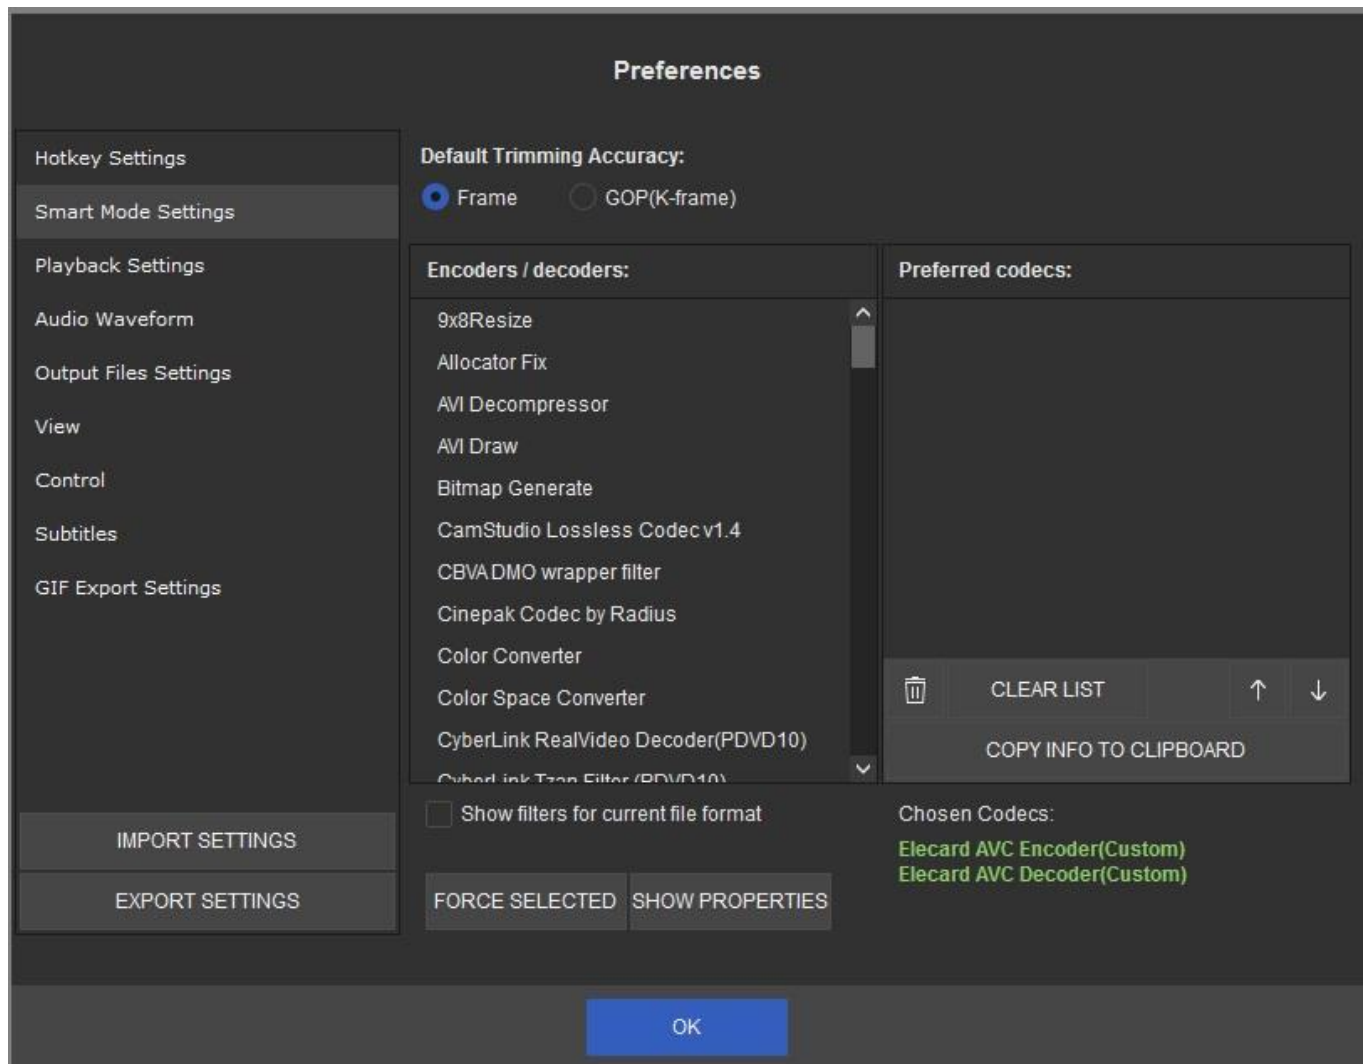 Preferences
Hotkey Settings
Smart Mode Settings
Playback Settings
Audio Waveform
Output Files Settings
View
Control
Subtitles
GIF Export Settings
IMPORT SETTINGS
EXPORT SETTINGS
Default Trimming Accuracy:
Frame GOP(K-frame)
Encoders / decoders:
9x8Resize
Allocator Fix
AVI Decompressor
AVI Draw
Bitmap Generate
CamStudio Lossless Codec v1.4
CBVA DMO wrapper filter
Cinepak Codec by Radius
Color Converter
Color Space Converter
CyberLink RealVideo Decoder(PDVD10)
CyberLink Tzan Filter (PDVD10)
Show filters for current file format
FORCE SELECTED SHOW PROPERTIES
Preferred codecs:
CLEAR LIST
COPY INFO TO CLIPBOARD
Chosen Codecs:
Elecard AVC Encoder(Custom)
Elecard AVC Decoder(Custom)
OK